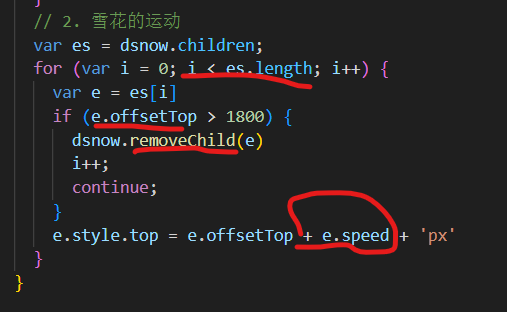 }
// 2. 雪花的运动
var es = dsnow.children;
for (var i = 0; i < es.length; i++) {
var e = es[i]
if (e.offsetTop > 1800) {
dsnow.removeChild(e)
i++;
continue;
}
e.style.top = e.offsetTop + e.speed + 'px'
}
}